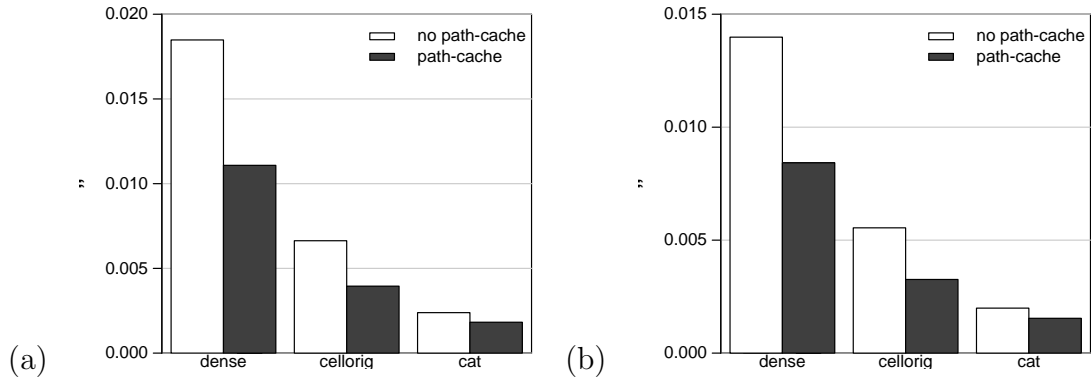 0.020
0.015
0.010
0.005
0.000
„
no path-cache
path-cache
dense cellorig cat
(a)
0.015
0.010
0.005
0.000
„
no path-cache
path-cache
dense cellorig cat
(b)